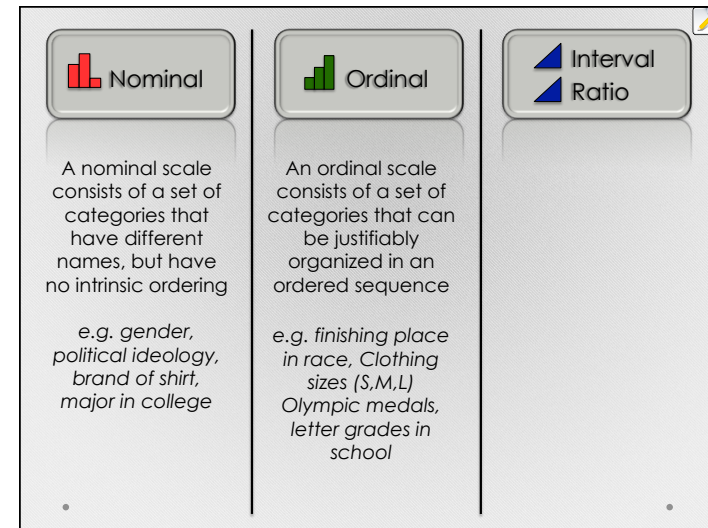 Nominal
A nominal scale
consists of a set of
categories that
have different
names, but have
no intrinsic ordering
e.g. gender,
political ideology,
brand of shirt,
major in college
Ordinal
An ordinal scale
consists of a set of
categories that can
be justifiably
organized in an
ordered sequence
e.g. finishing place
in race, Clothing
sizes (S,M,L)
Olympic medals,
letter grades in
school
Interval
Ratio